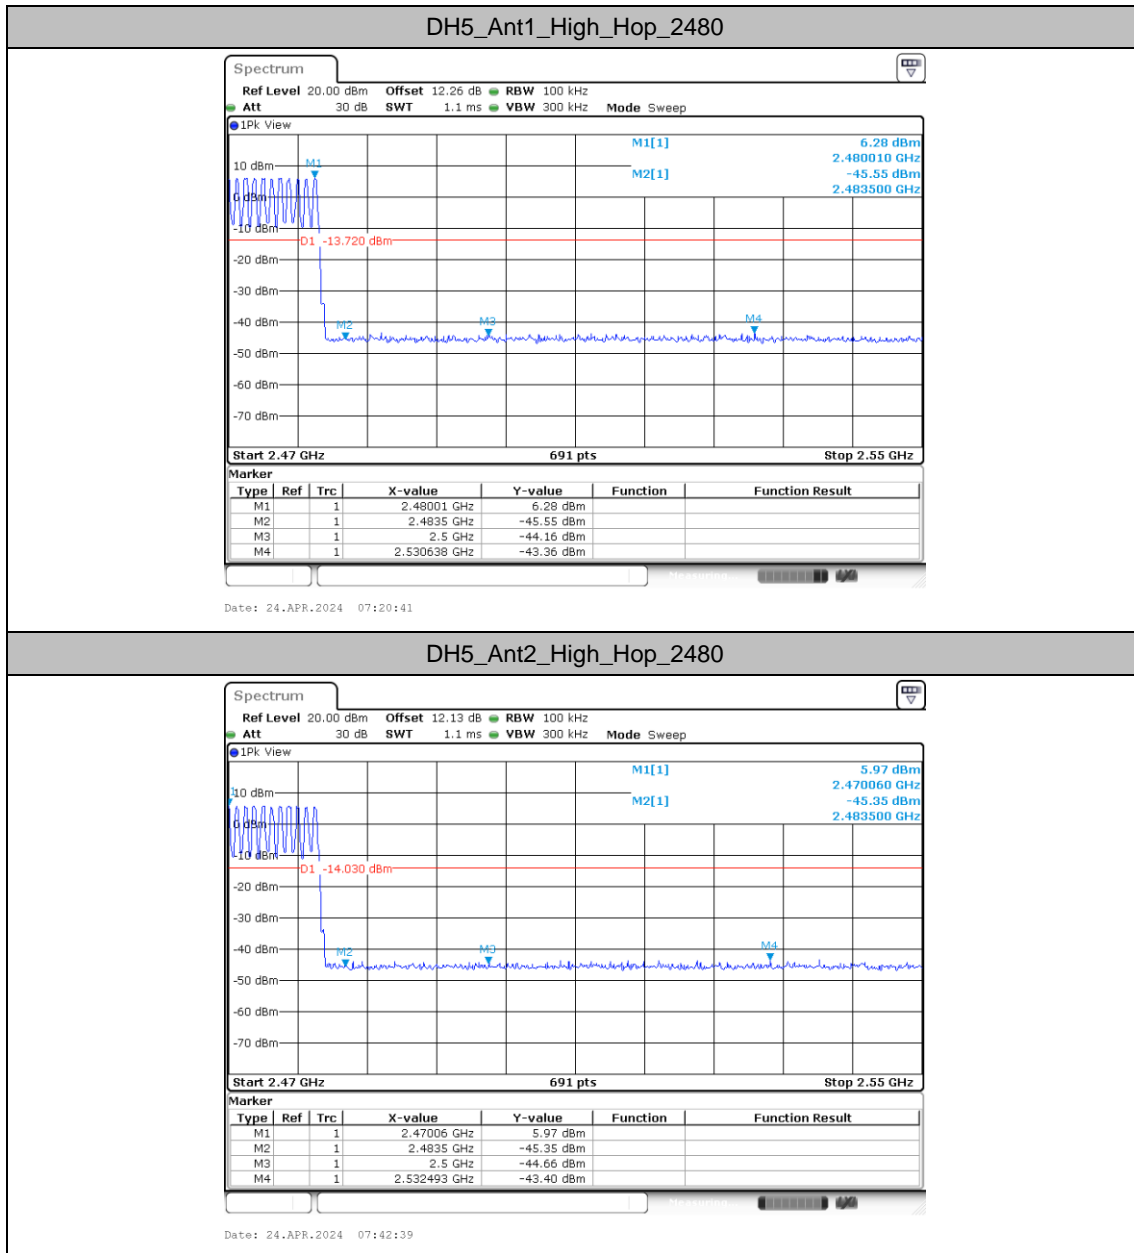 DH5_Ant1_High_Hop_2480
Spectrum
Ref Level 20.00 dBm Offset 12.26 dB RBW 100 kHz
Att 30 dB SWT 1.1 ms VBW 300 kHz Mode Sweep
1Pk View
M1[1] 6.28 dBm
2.480010 GHz
10 dBm M1
M2[1] -45.55 dBm
2.483500 GHz
0 dBm
-10 dBm
D1 -13.720 dBm
-20 dBm
-30 dBm
-40 dBm
M2 M3 M4
-50 dBm
-60 dBm
-70 dBm
Start 2.47 GHz 691 pts Stop 2.55 GHz
Marker
Type Ref Trc X-value Y-value Function Function Result
M1 1 2.48001 GHz 6.28 dBm
M2 1 2.4835 GHz -45.55 dBm
M3 1 2.5 GHz -44.16 dBm
M4 1 2.530638 GHz -43.36 dBm
Measuring...
Date: 24.APR.2024 07:20:41
DH5_Ant2_High_Hop_2480
Spectrum
Ref Level 20.00 dBm Offset 12.13 dB RBW 100 kHz
Att 30 dB SWT 1.1 ms VBW 300 kHz Mode Sweep
1Pk View
M1[1] 5.97 dBm
2.470060 GHz
10 dBm
M2[1] -45.35 dBm
2.483500 GHz
0 dBm
-10 dBm
D1 -14.030 dBm
-20 dBm
-30 dBm
-40 dBm
M2 M3 M4
-50 dBm
-60 dBm
-70 dBm
Start 2.47 GHz 691 pts Stop 2.55 GHz
Marker
Type Ref Trc X-value Y-value Function Function Result
M1 1 2.47006 GHz 5.97 dBm
M2 1 2.4835 GHz -45.35 dBm
M3 1 2.5 GHz -44.66 dBm
M4 1 2.532493 GHz -43.40 dBm
Measuring...
Date: 24.APR.2024 07:42:39